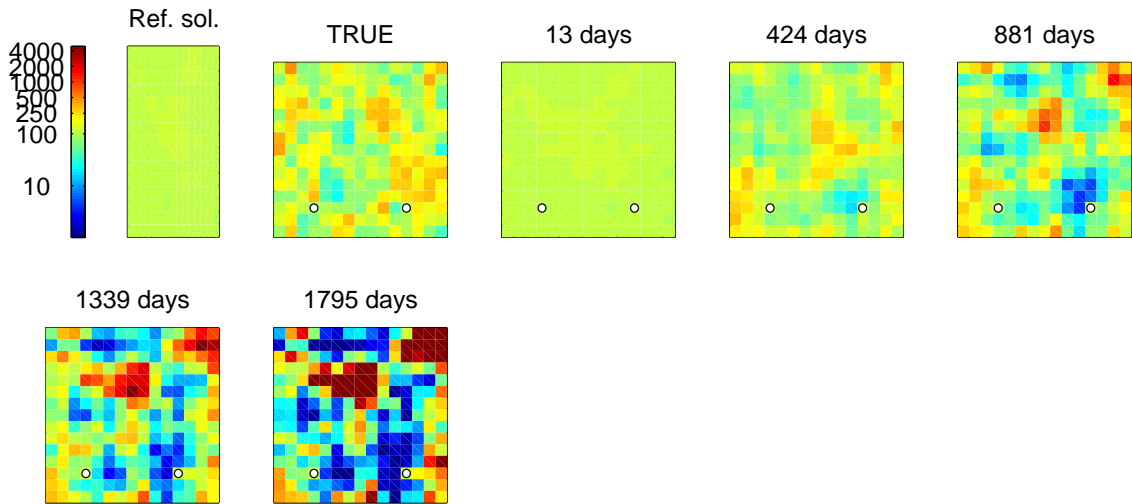 Ref. sol.
TRUE
13 days
424 days
881 days
4000
2000
1000
500
250
100
10
1339 days
1795 days